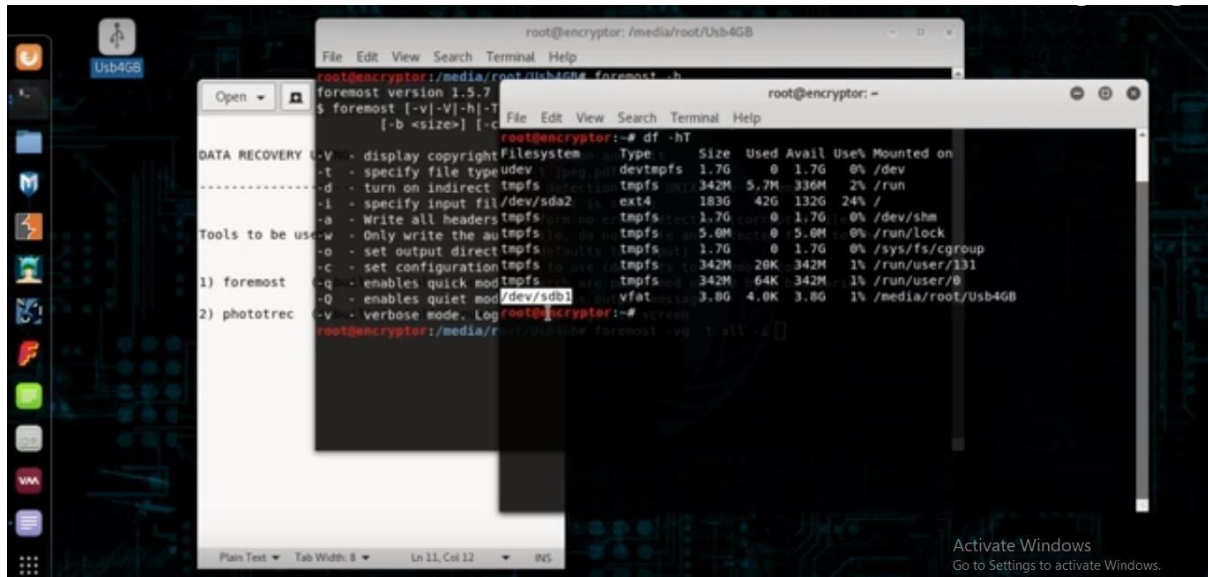 Usb4GB
root@encryptor: /media/root/Usb4GB
File Edit View Search Terminal Help
root@encryptor:/media/root/Usb4GB# foremost -h
foremost version 1.5.7
$ foremost [-v|-V|-h|-T
[-b <size>] [-c
-V - display copyright
-t - specify file type
-d - turn on indirect
-i - specify input fil
-a - Write all headers
-w - Only write the au
-o - set output direct
-c - set configuration
-q - enables quick mod
-Q - enables quiet mod
-v - verbose mode. Log
root@encryptor:/media/root/Usb4GB# foremost -vq -t all -i
Open
DATA RECOVERY
Tools to be use
1) foremost
2) phototrec
Plain Text Tab Width: 8 Ln 11, Col 12 INS
root@encryptor: ~
File Edit View Search Terminal Help
root@encryptor:~# df -hT
Filesystem Type Size Used Avail Use% Mounted on
udev devtmpfs 1.7G 0 1.7G 0% /dev
tmpfs tmpfs 342M 5.7M 336M 2% /run
/dev/sda2 ext4 183G 42G 132G 24% /
tmpfs tmpfs 1.7G 0 1.7G 0% /dev/shm
tmpfs tmpfs 5.0M 0 5.0M 0% /run/lock
tmpfs tmpfs 1.7G 0 1.7G 0% /sys/fs/cgroup
tmpfs tmpfs 342M 20K 342M 1% /run/user/131
tmpfs tmpfs 342M 64K 342M 1% /run/user/0
/dev/sdb1 vfat 3.8G 4.0K 3.8G 1% /media/root/Usb4GB
root@encryptor:~#
Activate Windows
Go to Settings to activate Windows.